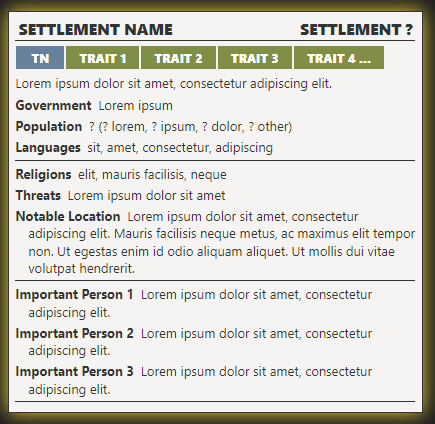 SETTLEMENT NAME SETTLEMENT ?
TN TRAIT 1 TRAIT 2 TRAIT 3 TRAIT 4 ...
Lorem ipsum dolor sit amet, consectetur adipiscing elit.
Government Lorem ipsum
Population ? (? lorem, ? ipsum, ? dolor, ? other)
Languages sit, amet, consectetur, adipiscing
Religions elit, mauris facilisis, neque
Threats Lorem ipsum dolor sit amet
Notable Location Lorem ipsum dolor sit amet, consectetur
adipiscing elit. Mauris facilisis neque metus, ac maximus elit tempor
non. Ut egestas enim id odio aliquam aliquet. Ut mollis dui vitae
volutpat hendrerit.
Important Person 1 Lorem ipsum dolor sit amet, consectetur
adipiscing elit.
Important Person 2 Lorem ipsum dolor sit amet, consectetur
adipiscing elit.
Important Person 3 Lorem ipsum dolor sit amet, consectetur
adipiscing elit.